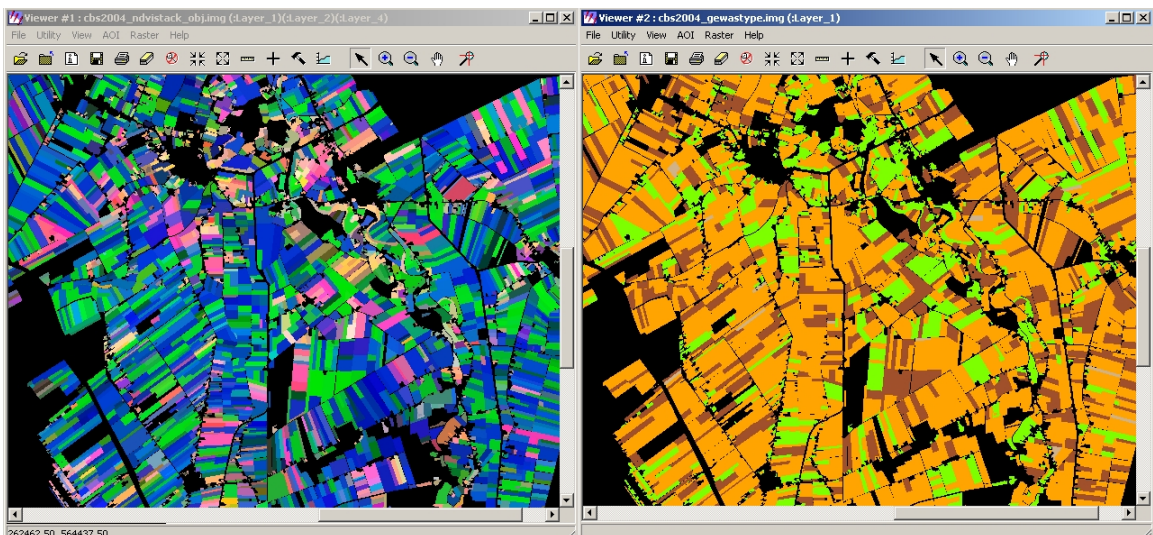 Viewer #1 : cbs2004_ndvistack_obj.img (:Layer_1)(:Layer_2)(:Layer_4)
File Utility View AOI Raster Help
262462.50, 564437.50
Viewer #2 : cbs2004_gewastype.img (:Layer_1)
File Utility View AOI Raster Help